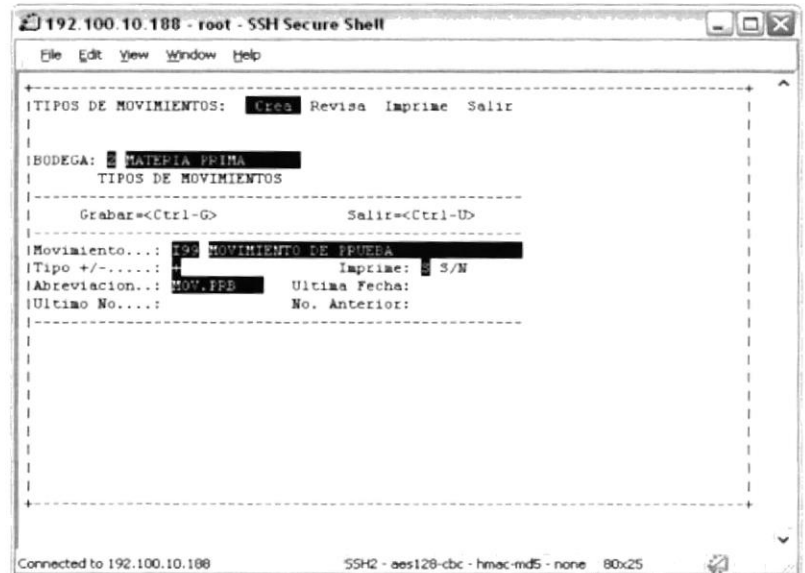 192.100.10.188 - root - SSH Secure Shell
File Edit View Window Help
TIPOS DE MOVIMIENTOS: Crea Revisa Imprime Salir
BODEGA: 2 MATERIA PRIMA
TIPOS DE MOVIMIENTOS
Grabar=<Ctrl-G> Salir=<Ctrl-U>
Movimiento...: I99 MOVIMIENTO DE PRUEBA
Tipo +/-.....: + Imprime: S S/N
Abreviacion..: MOV.PRB Ultima Fecha:
Ultimo No....: No. Anterior:
Connected to 192.100.10.188 SSH2 - aes128-cbc - hmac-md5 - none 80x25